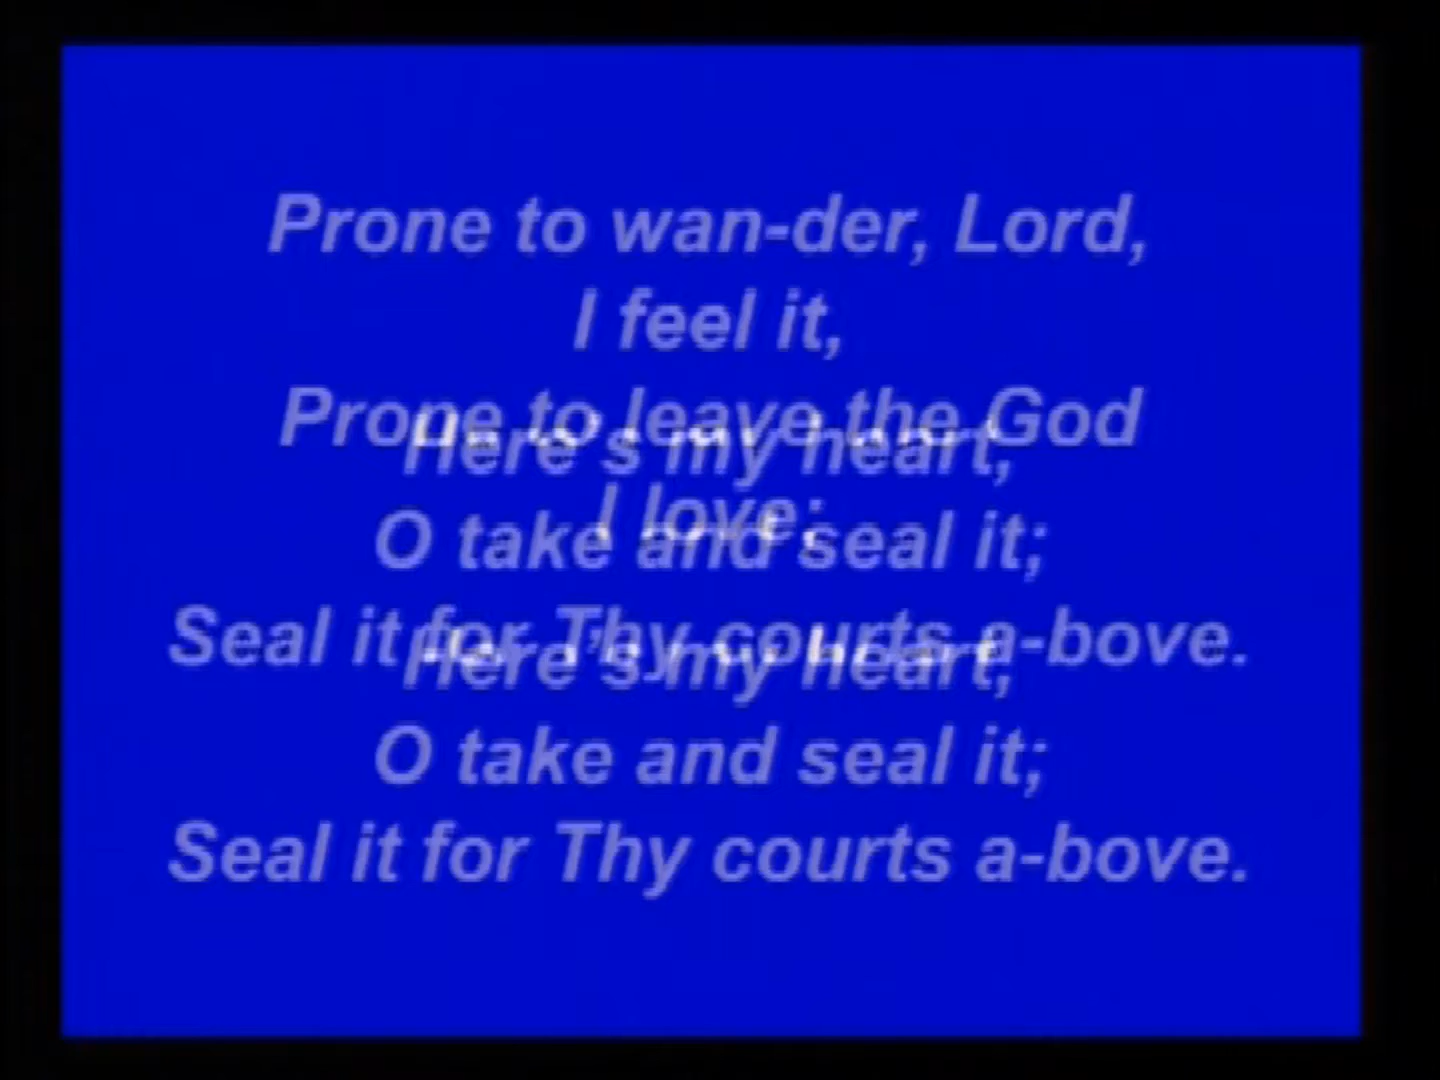 Prone to wan-der, Lord,
I feel it,
Prone to leave the God
Here's my heart,
I love;
O take and seal it;
Seal it for Thy courts a-bove.
Here's my heart,
O take and seal it;
Seal it for Thy courts a-bove.